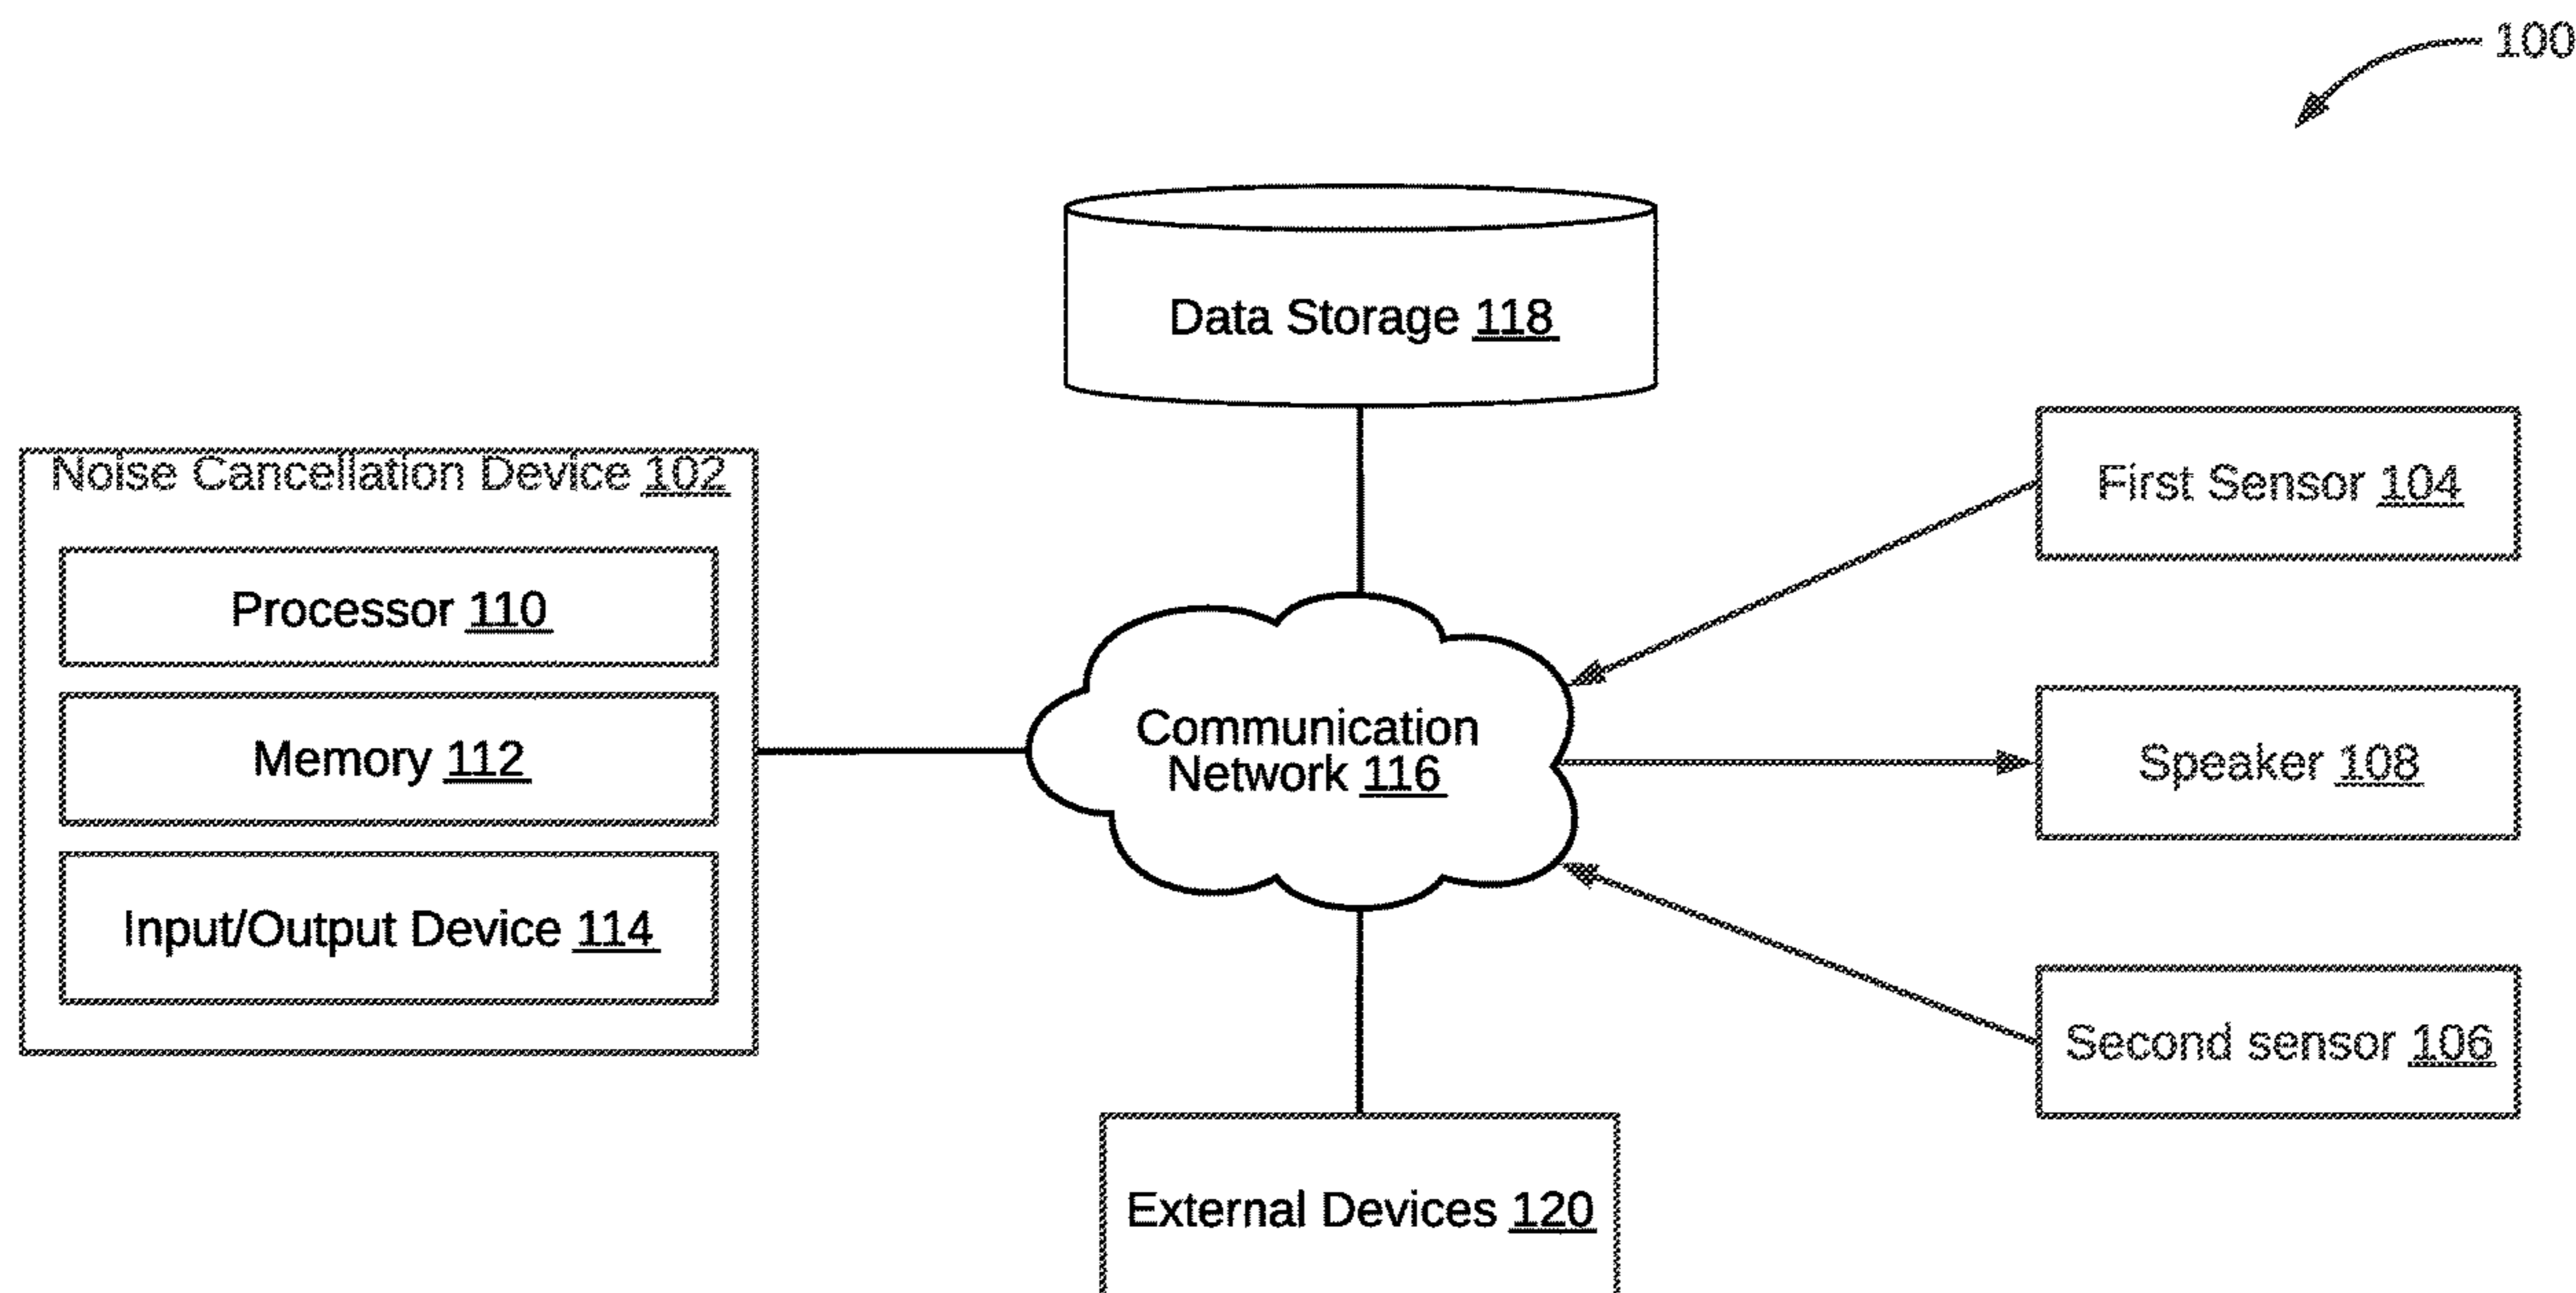 100
Data Storage 118
Noise Cancellation Device 102
Processor 110
Memory 112
Input/Output Device 114
Communication
Network 116
First Sensor 104
Speaker 108
Second sensor 106
External Devices 120